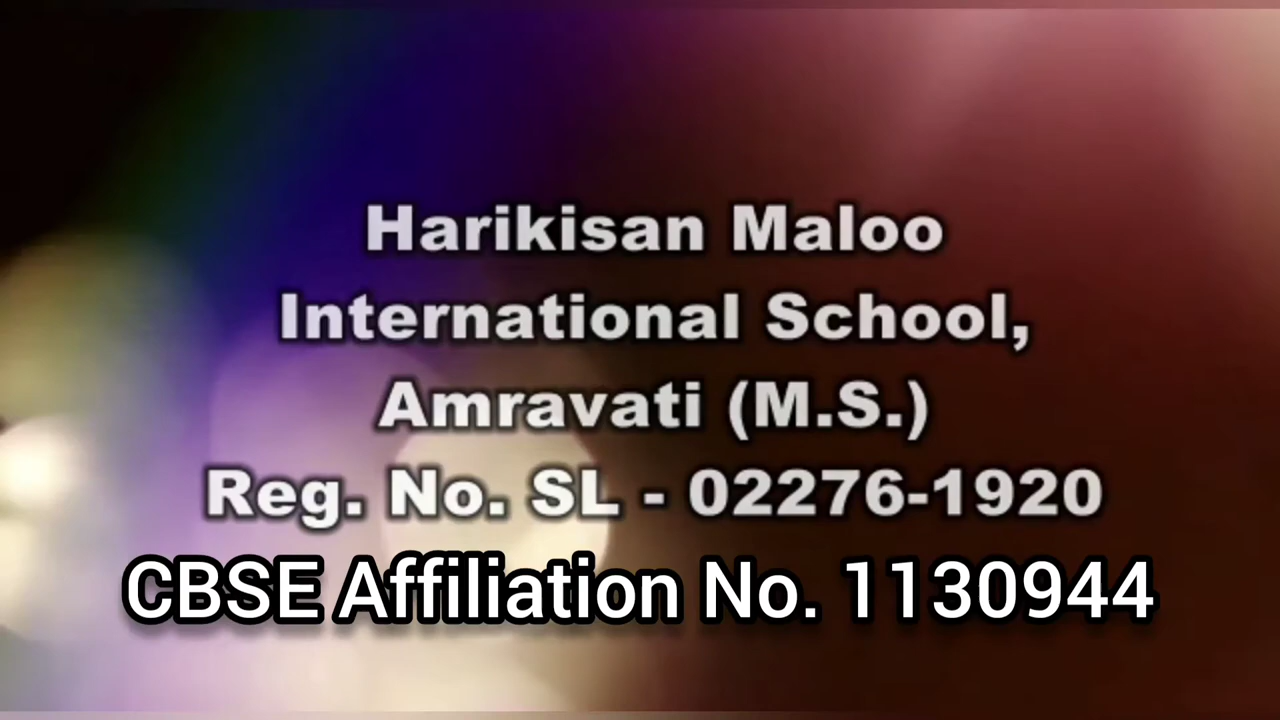 Harikisan Maloo
International School,
Amravati (M.S.)
Reg. No. SL - 02276-1920
CBSE Affiliation No. 1130944